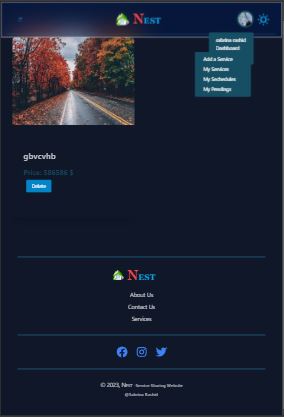 NEST
sabrina rashid
Dashboard
Add a Service
My Services
My Sechedules
My Pendings
gbvcvhb
Price: 586586 $
Delete
NEST
About Us
Contact Us
Services
© 2023, NEST -Service Sharing Website
@Sabrina Rashid